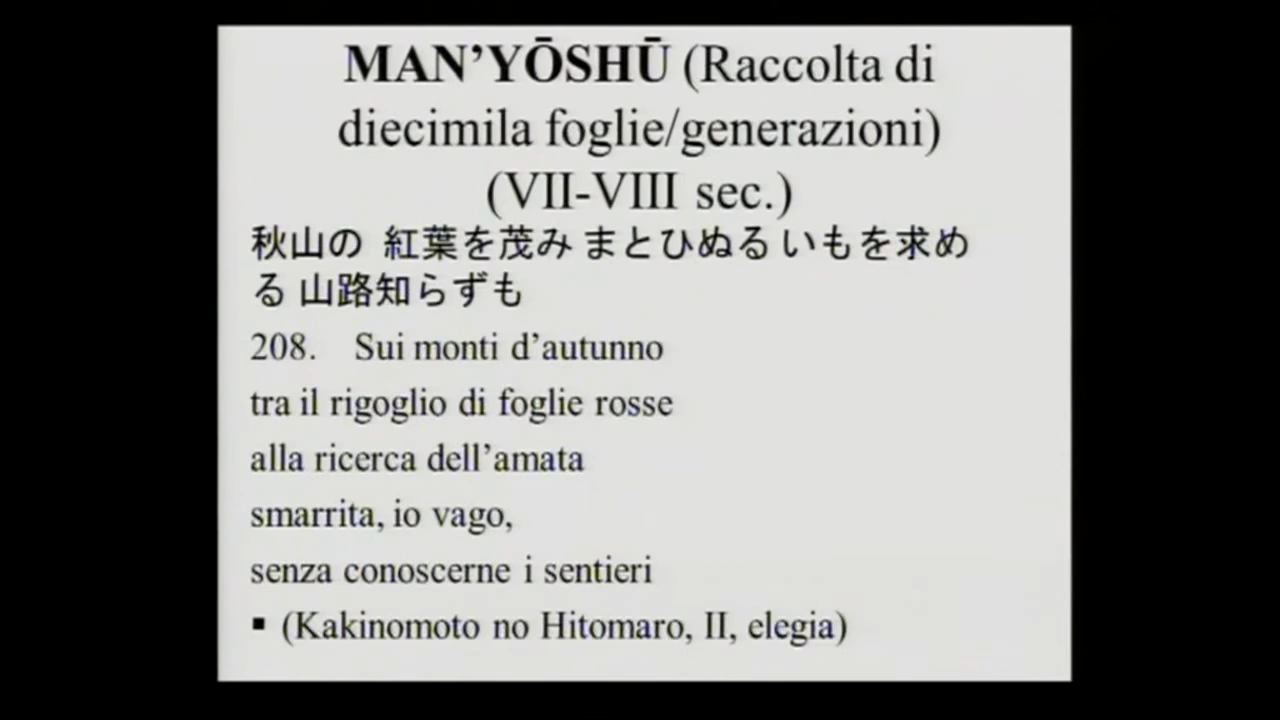 MAN’YŌSHŪ (Raccolta di
diecimila foglie/generazioni)
(VII-VIII sec.)
秋山の 紅葉を茂み まとひぬる いもを求め
る 山路知らずも
208. Sui monti d’autunno
tra il rigoglio di foglie rosse
alla ricerca dell’amata
smarrita, io vago,
senza conoscerne i sentieri
▪ (Kakinomoto no Hitomaro, II, elegia)